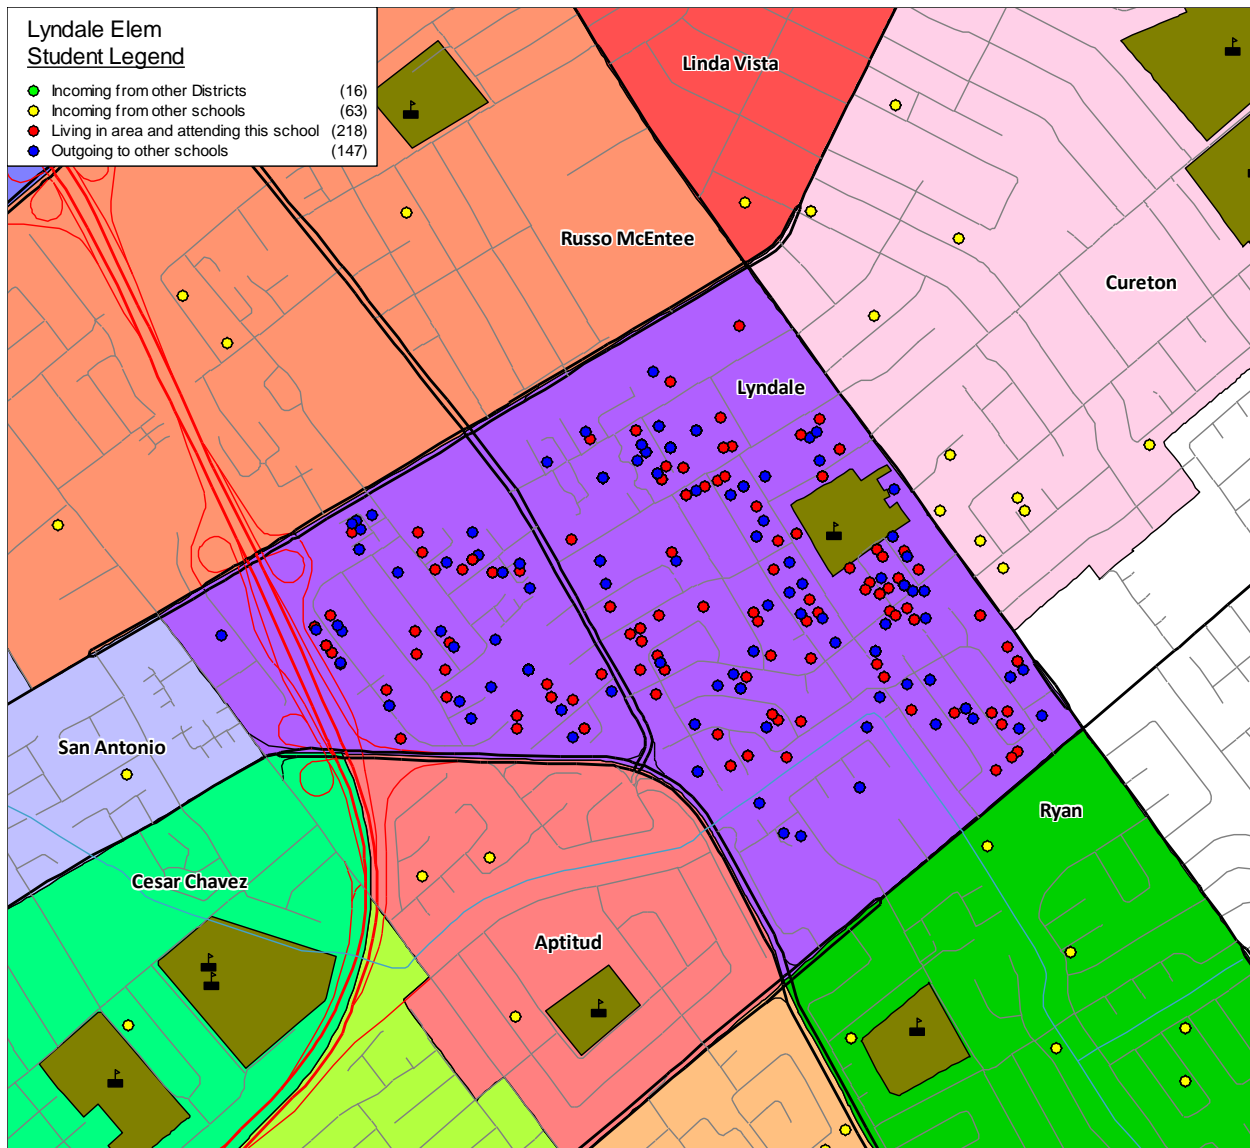 Lyndale Elem
Student Legend
Incoming from other Districts (16)
Incoming from other schools (63)
Living in area and attending this school (218)
Outgoing to other schools (147)
Linda Vista
Russo McEntee
Cureton
Lyndale
San Antonio
Ryan
Cesar Chavez
Aptitud